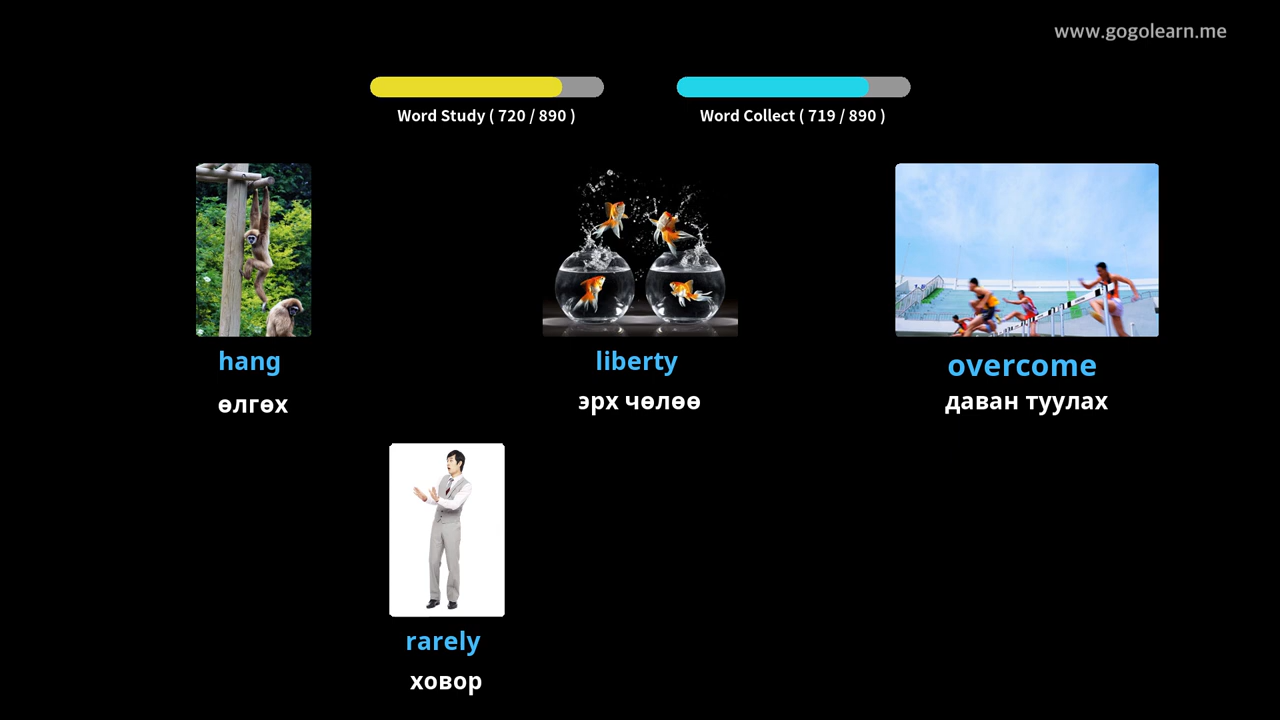 www.gogolearn.me
Word Study ( 720 / 890 )
Word Collect ( 719 / 890 )
hang
liberty
overcome
өлгөх
эрх чөлөө
даван туулах
rarely
ховор